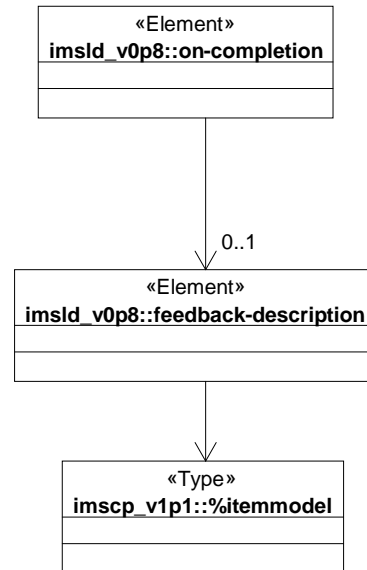 «Element»
imsld_v0p8::on-completion
0..1
«Element»
imsld_v0p8::feedback-description
«Type»
imscp_v1p1::%itemmodel